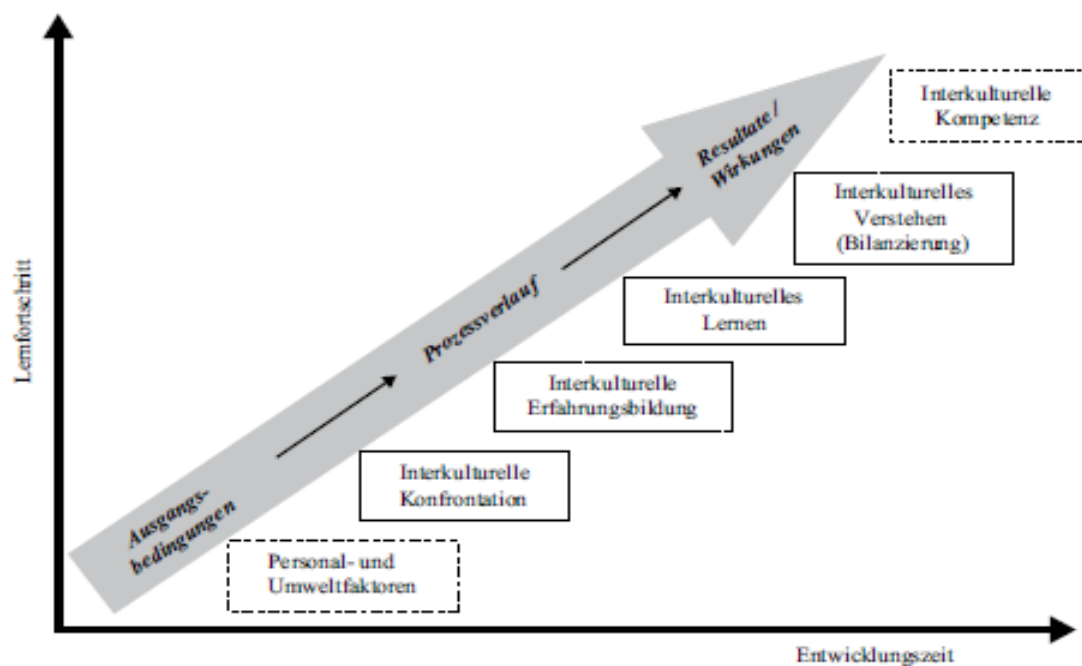 Interkulturelle
Kompetenz
Resultate /
Wirkungen
Interkulturelles
Verstehen
(Bilanzierung)
Interkulturelles
Lernen
Prozessverlauf
Interkulturelle
Erfahrungsbildung
Interkulturelle
Konfrontation
Ausgangs-
bedingungen
Personal- und
Umweltfaktoren
Lernfortschritt
Entwicklungszeit